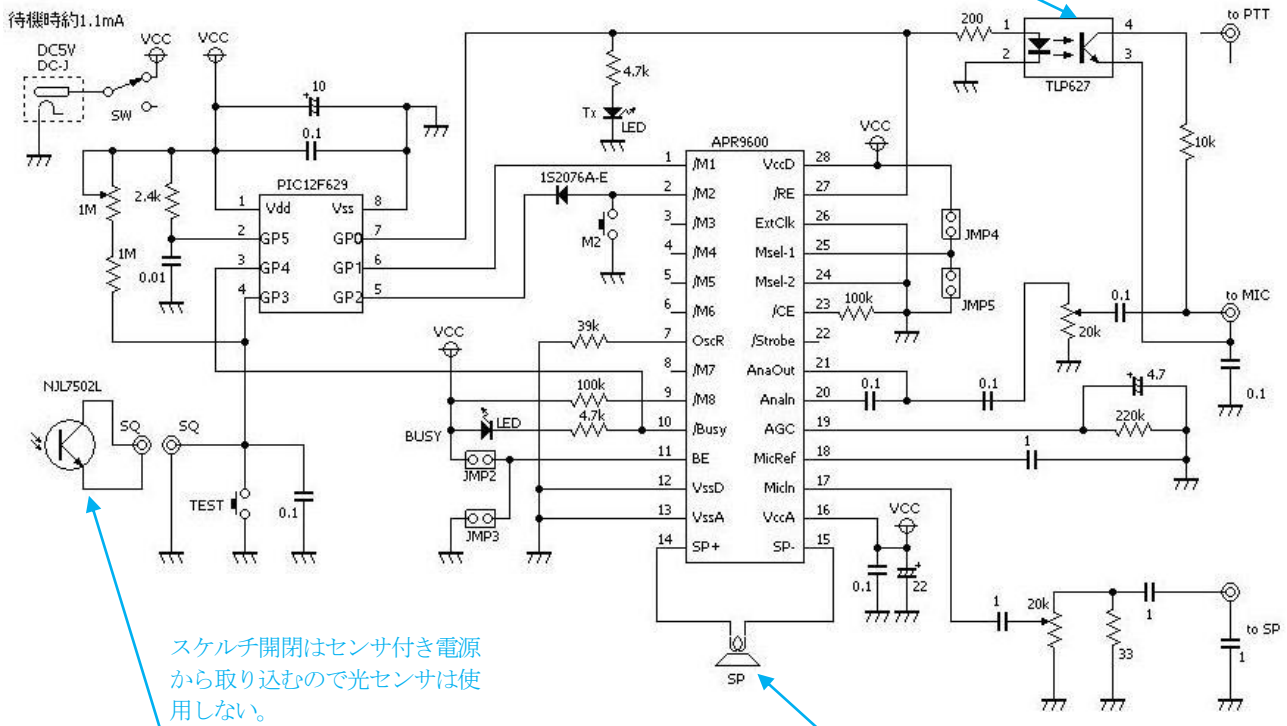 待機時約1.1mA
DC5V
DC-J
VCC
SW
VCC
10
0.1
4.7k
Tx
LED
200
1
2
4
3
TLP627
to PTT
10k
1M
2.4k
1M
0.01
PIC12F629
1 Vdd Vss 8
2 GP5 GP0 7
3 GP4 GP1 6
4 GP3 GP2 5
1S2076A-E
M2
APR9600
1 /M1 VccD 28
2 /M2 /RE 27
3 /M3 ExtClk 26
4 /M4 Msel-1 25
5 /M5 Msel-2 24
6 /M6 /CE 23
7 OscR /Strobe 22
8 /M7 AnaOut 21
9 /M8 AnaIn 20
10 /Busy AGC 19
11 BE MicRef 18
12 VssD MicIn 17
13 VssA VccA 16
14 SP+ SP- 15
VCC
JMP4
JMP5
100k
0.1
20k
to MIC
0.1
39k
VCC
100k
4.7k
LED
BUSY
JMP2
JMP3
0.1
0.1
4.7
220k
1
NJL7502L
SQ
SQ
TEST
0.1
VCC
0.1
22
SP
1
20k
33
1
to SP
1
スケルチ開閉はセンサ付き電源
から取り込むので光センサは使
用しない。